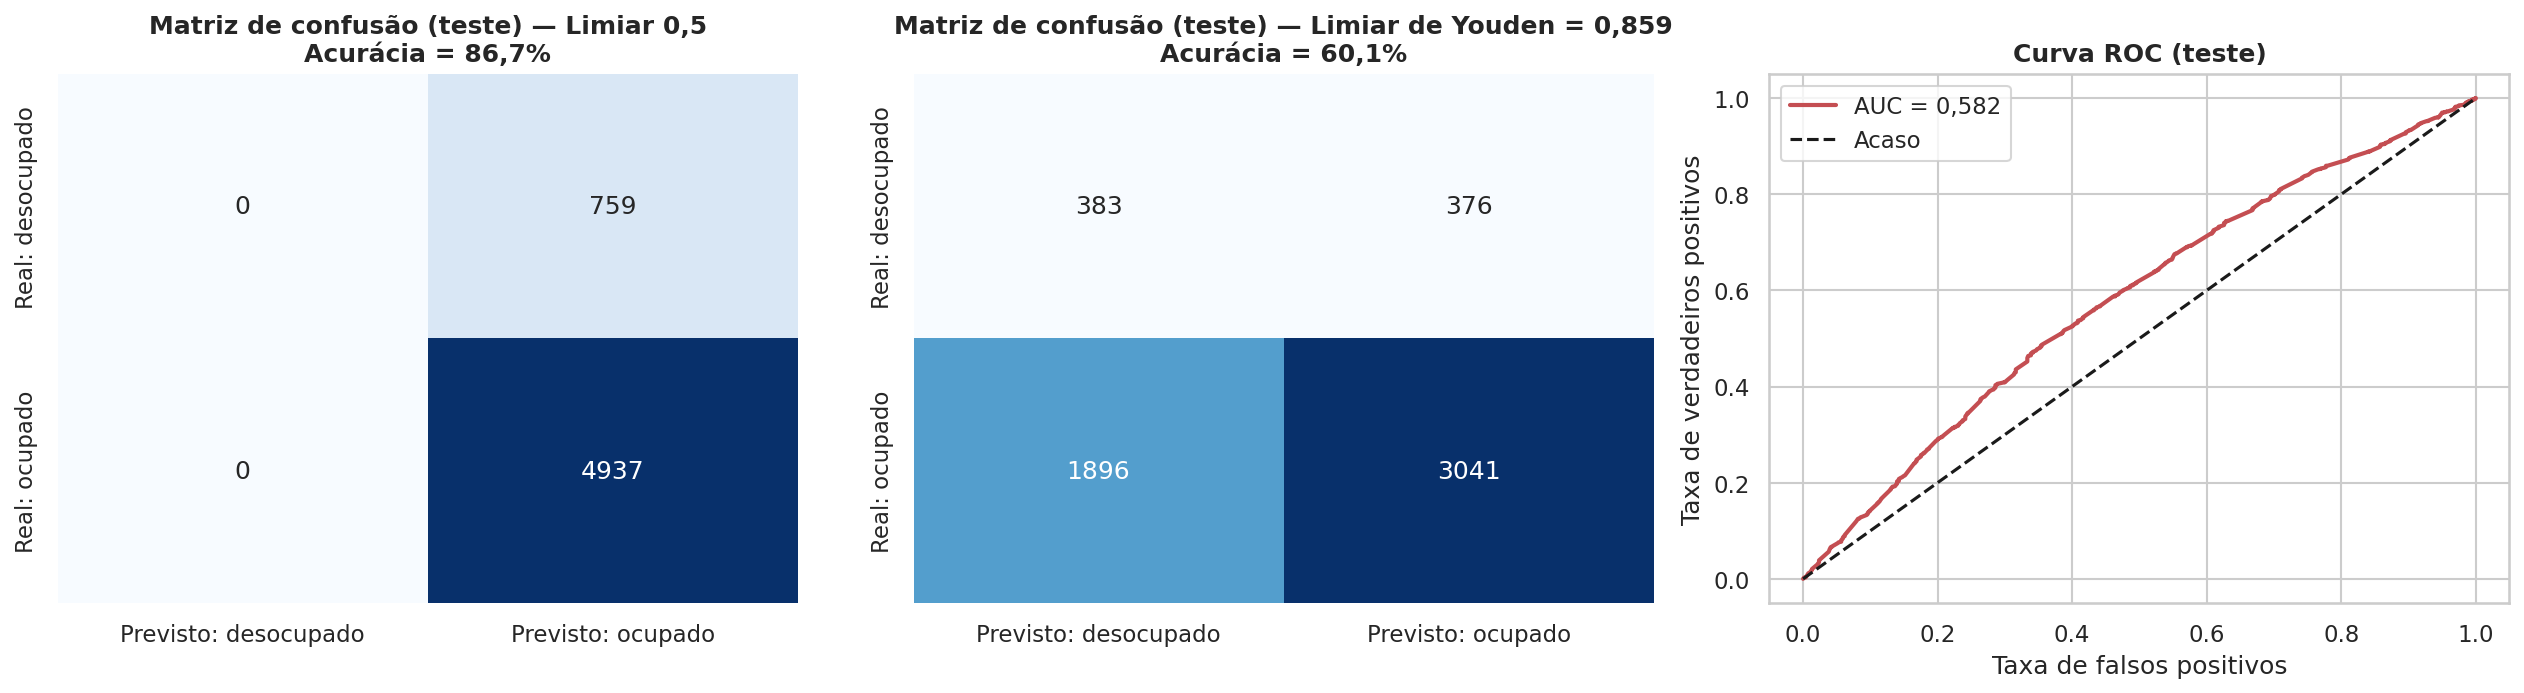 Matriz de confusão (teste) — Limiar 0,5
Acurácia = 86,7%
Real: desocupado
0
759
Real: ocupado
0
4937
Previsto: desocupado
Previsto: ocupado
Matriz de confusão (teste) — Limiar de Youden = 0,859
Acurácia = 60,1%
Real: desocupado
383
376
Real: ocupado
1896
3041
Previsto: desocupado
Previsto: ocupado
Curva ROC (teste)
AUC = 0,582
Acaso
Taxa de verdadeiros positivos
1.0
0.8
0.6
0.4
0.2
0.0
0.0
0.2
0.4
0.6
0.8
1.0
Taxa de falsos positivos